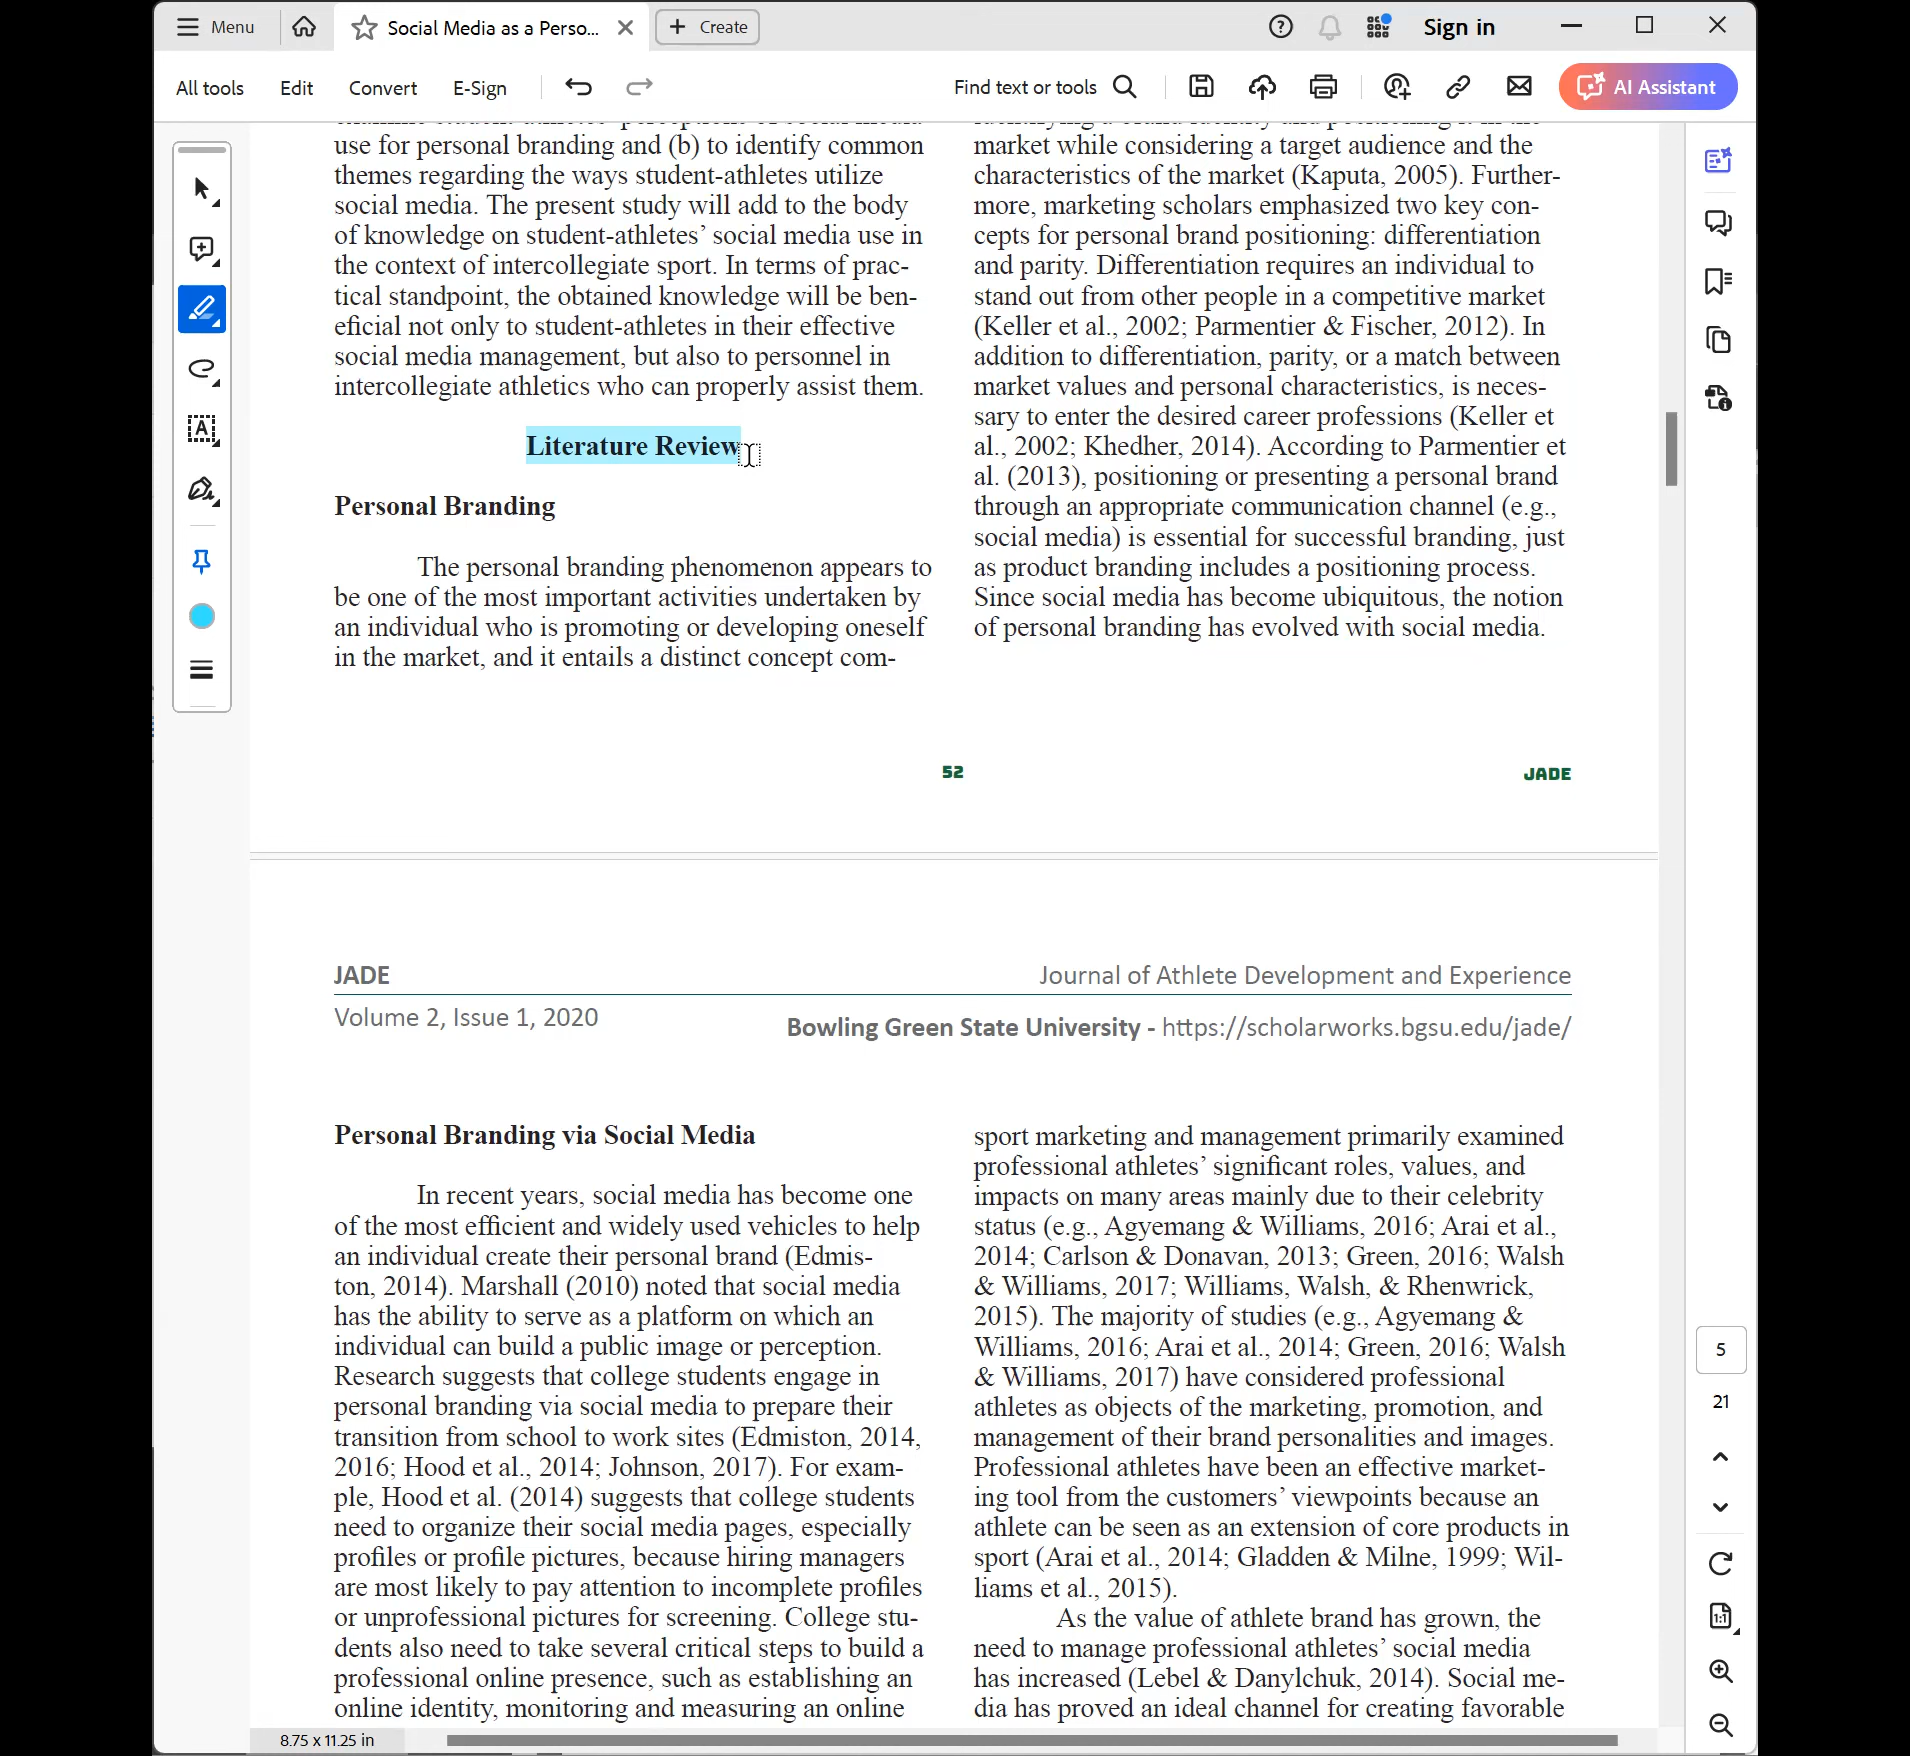 Menu
Social Media as a Perso...
Create
Sign in
All tools
Edit
Convert
E-Sign
Find text or tools
AI Assistant
use for personal branding and (b) to identify common
themes regarding the ways student-athletes utilize
social media. The present study will add to the body
of knowledge on student-athletes’ social media use in
the context of intercollegiate sport. In terms of prac-
tical standpoint, the obtained knowledge will be ben-
eficial not only to student-athletes in their effective
social media management, but also to personnel in
intercollegiate athletics who can properly assist them.
Literature Review
Personal Branding
The personal branding phenomenon appears to
be one of the most important activities undertaken by
an individual who is promoting or developing oneself
in the market, and it entails a distinct concept com-
market while considering a target audience and the
characteristics of the market (Kaputa, 2005). Further-
more, marketing scholars emphasized two key con-
cepts for personal brand positioning: differentiation
and parity. Differentiation requires an individual to
stand out from other people in a competitive market
(Keller et al., 2002; Parmentier & Fischer, 2012). In
addition to differentiation, parity, or a match between
market values and personal characteristics, is neces-
sary to enter the desired career professions (Keller et
al., 2002; Khedher, 2014). According to Parmentier et
al. (2013), positioning or presenting a personal brand
through an appropriate communication channel (e.g.,
social media) is essential for successful branding, just
as product branding includes a positioning process.
Since social media has become ubiquitous, the notion
of personal branding has evolved with social media.
52
JADE
JADE
Journal of Athlete Development and Experience
Volume 2, Issue 1, 2020
Bowling Green State University - https://scholarworks.bgsu.edu/jade/
Personal Branding via Social Media
In recent years, social media has become one
of the most efficient and widely used vehicles to help
an individual create their personal brand (Edmis-
ton, 2014). Marshall (2010) noted that social media
has the ability to serve as a platform on which an
individual can build a public image or perception.
Research suggests that college students engage in
personal branding via social media to prepare their
transition from school to work sites (Edmiston, 2014,
2016; Hood et al., 2014; Johnson, 2017). For exam-
ple, Hood et al. (2014) suggests that college students
need to organize their social media pages, especially
profiles or profile pictures, because hiring managers
are most likely to pay attention to incomplete profiles
or unprofessional pictures for screening. College stu-
dents also need to take several critical steps to build a
professional online presence, such as establishing an
online identity, monitoring and measuring an online
sport marketing and management primarily examined
professional athletes’ significant roles, values, and
impacts on many areas mainly due to their celebrity
status (e.g., Agyemang & Williams, 2016; Arai et al.,
2014; Carlson & Donavan, 2013; Green, 2016; Walsh
& Williams, 2017; Williams, Walsh, & Rhenwrick,
2015). The majority of studies (e.g., Agyemang &
Williams, 2016; Arai et al., 2014; Green, 2016; Walsh
& Williams, 2017) have considered professional
athletes as objects of the marketing, promotion, and
management of their brand personalities and images.
Professional athletes have been an effective market-
ing tool from the customers’ viewpoints because an
athlete can be seen as an extension of core products in
sport (Arai et al., 2014; Gladden & Milne, 1999; Wil-
liams et al., 2015).
As the value of athlete brand has grown, the
need to manage professional athletes’ social media
has increased (Lebel & Danylchuk, 2014). Social me-
dia has proved an ideal channel for creating favorable
5
21
8.75 x 11.25 in